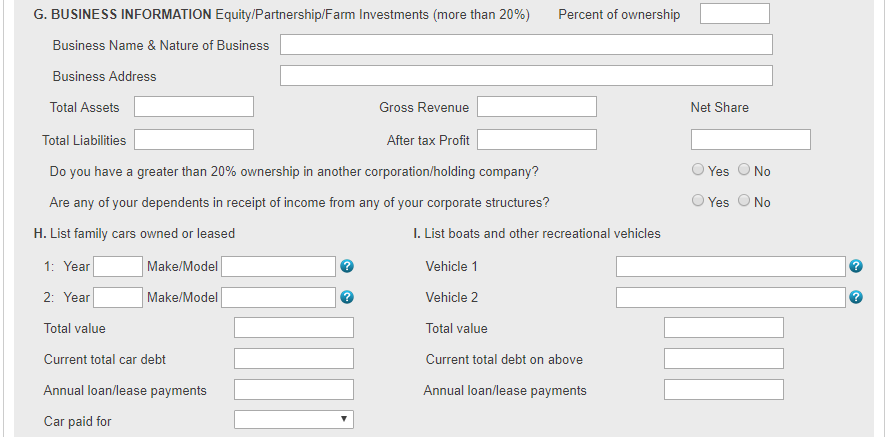 G. BUSINESS INFORMATION Equity/Partnership/Farm Investments (more than 20%) Percent of ownership
Business Name & Nature of Business
Business Address
Total Assets Gross Revenue Net Share
Total Liabilities After tax Profit
Do you have a greater than 20% ownership in another corporation/holding company? Yes No
Are any of your dependents in receipt of income from any of your corporate structures? Yes No
H. List family cars owned or leased I. List boats and other recreational vehicles
1: Year Make/Model ? Vehicle 1 ?
2: Year Make/Model ? Vehicle 2 ?
Total value Total value
Current total car debt Current total debt on above
Annual loan/lease payments Annual loan/lease payments
Car paid for